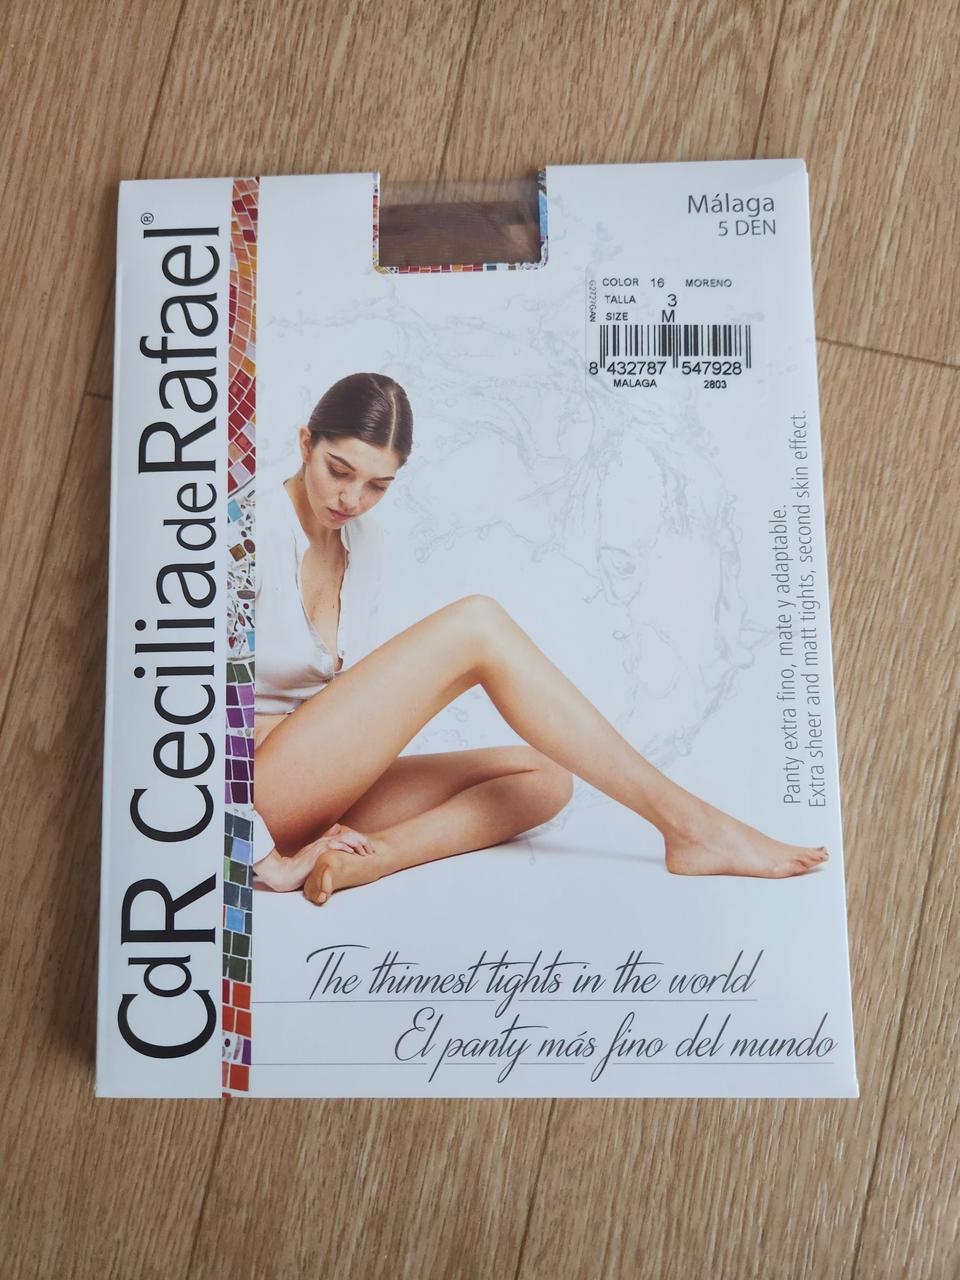 CdR Cecilia de Rafael®
Málaga
5 DEN
COLOR 16 MORENO
TALLA 3
SIZE M
8 432787 547928
MALAGA 2803
Panty extra fino, mate y adaptable.
Extra sheer and matt tights, second skin effect.
The thinnest tights in the world
El panty más fino del mundo